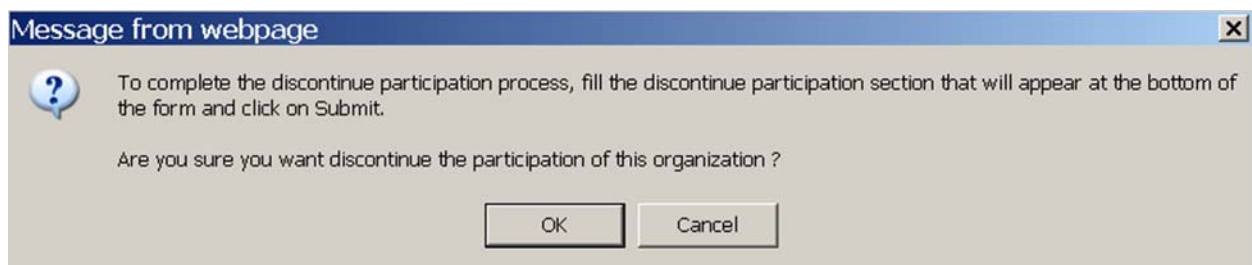 Message from webpage
To complete the discontinue participation process, fill the discontinue participation section that will appear at the bottom of
the form and click on Submit.
Are you sure you want discontinue the participation of this organization ?
OK
Cancel